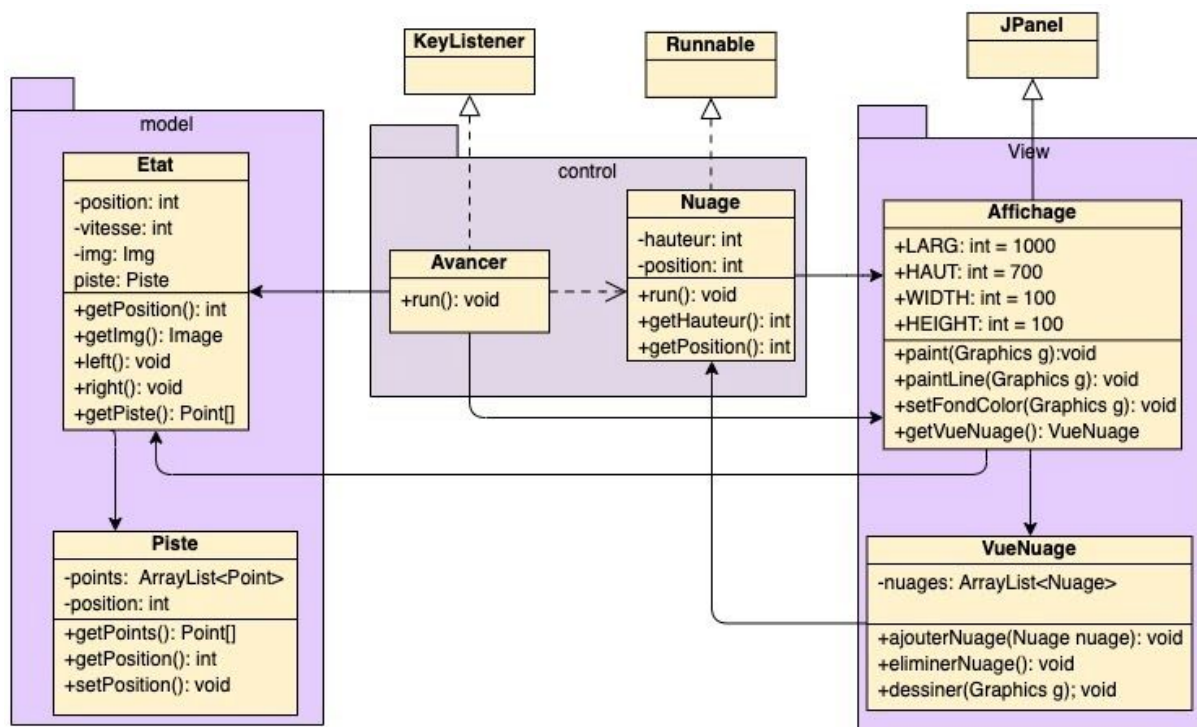 KeyListener
Runnable
JPanel
model
Etat
-position: int
-vitesse: int
-img: Img
piste: Piste
+getPosition(): int
+getImg(): Image
+left(): void
+right(): void
+getPiste(): Point[]
Piste
-points: ArrayList<Point>
-position: int
+getPoints(): Point[]
+getPosition(): int
+setPosition(): void
control
Avancer
+run(): void
Nuage
-hauteur: int
-position: int
+run(): void
+getHauteur(): int
+getPosition(): int
View
Affichage
+LARG: int = 1000
+HAUT: int = 700
+WIDTH: int = 100
+HEIGHT: int = 100
+paint(Graphics g):void
+paintLine(Graphics g): void
+setFondColor(Graphics g): void
+getVueNuage(): VueNuage
VueNuage
-nuages: ArrayList<Nuage>
+ajouterNuage(Nuage nuage): void
+eliminerNuage(): void
+dessiner(Graphics g); void